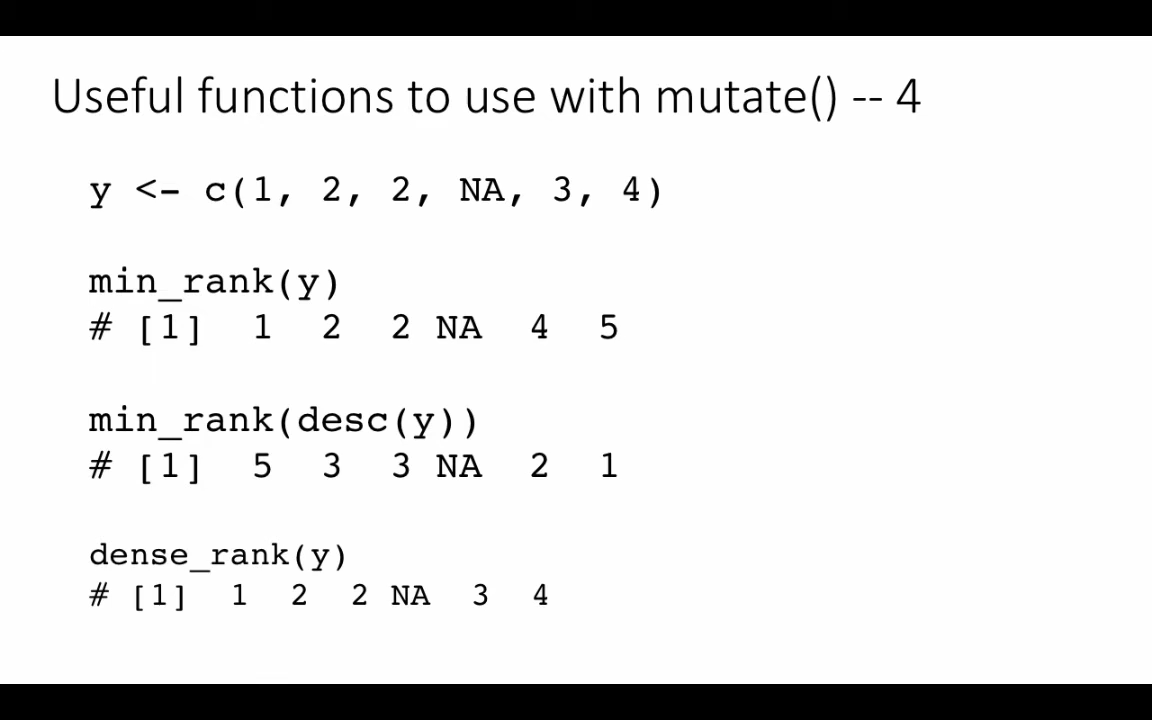 Useful functions to use with mutate() -- 4
y <- c(1, 2, 2, NA, 3, 4)
min_rank(y)
# [1]  1  2  2 NA  4  5
min_rank(desc(y))
# [1]  5  3  3 NA  2  1
dense_rank(y)
# [1]  1  2  2 NA  3  4